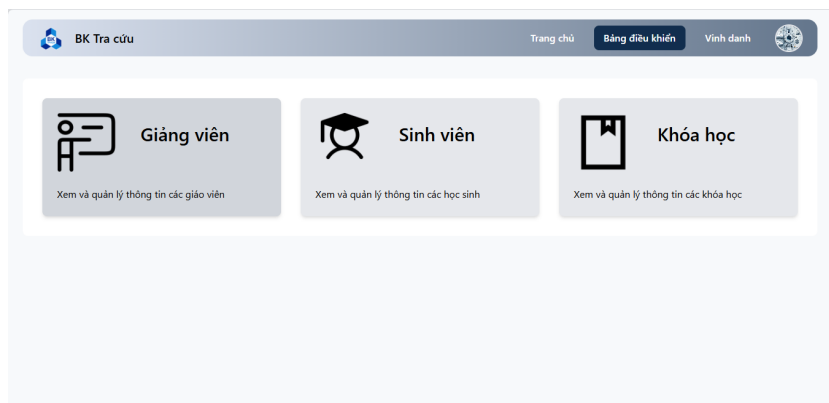 BK Tra cứu
Trang chủ
Bảng điều khiển
Vinh danh
Giảng viên
Xem và quản lý thông tin các giáo viên
Sinh viên
Xem và quản lý thông tin các học sinh
Khóa học
Xem và quản lý thông tin các khóa học